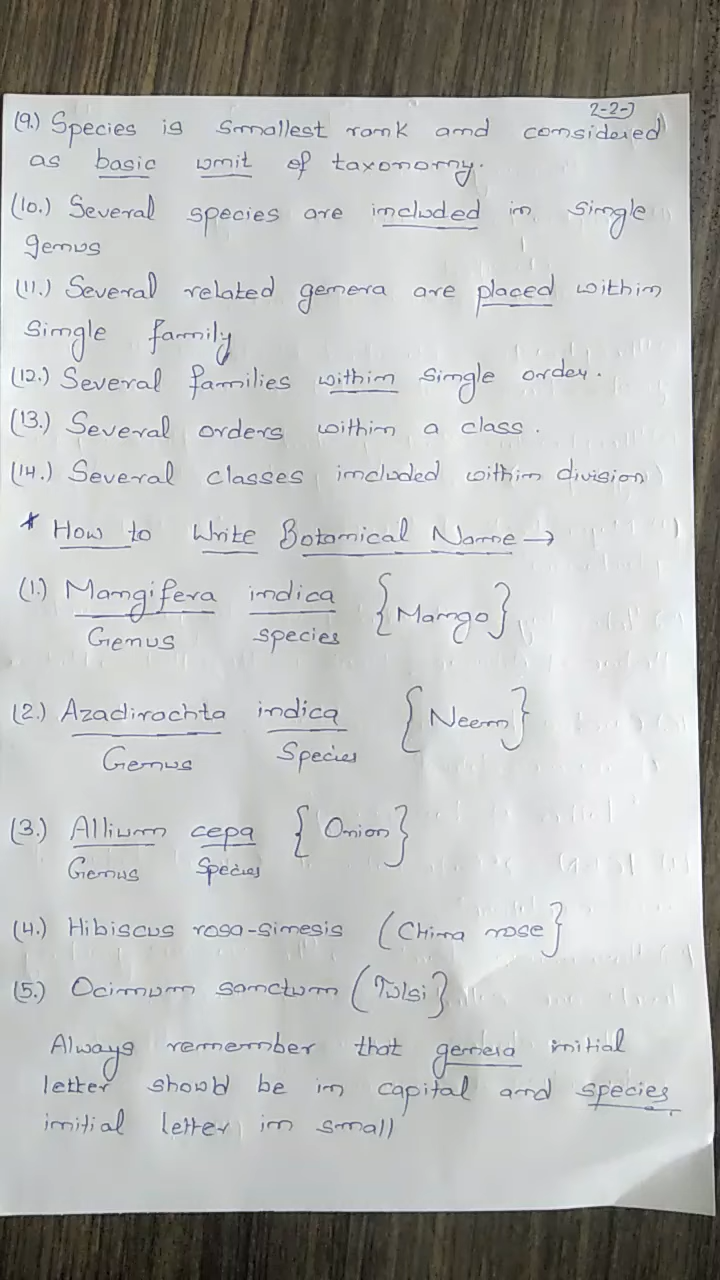 2-2-J
(9.) Species is smallest rank and considered
as basic unit of taxonomy.
(10.) Several species are included in single
genus
(11.) Several related genera are placed within
single family
(12.) Several families within single order.
(13.) Several orders within a class.
(14.) Several classes included within division
* How to Write Botanical Name →
(1.) Mangifera indica {Mango}
Genus species
(2.) Azadirachta indica {Neem}
Genus Species
(3.) Allium cepa {Onion}
Genus Species
(4.) Hibiscus rosa-sinesis (China rose}
(5.) Ocimum sanctum (Tulsi}
Always remember that genera initial
letter should be in capital and species
initial letter in small